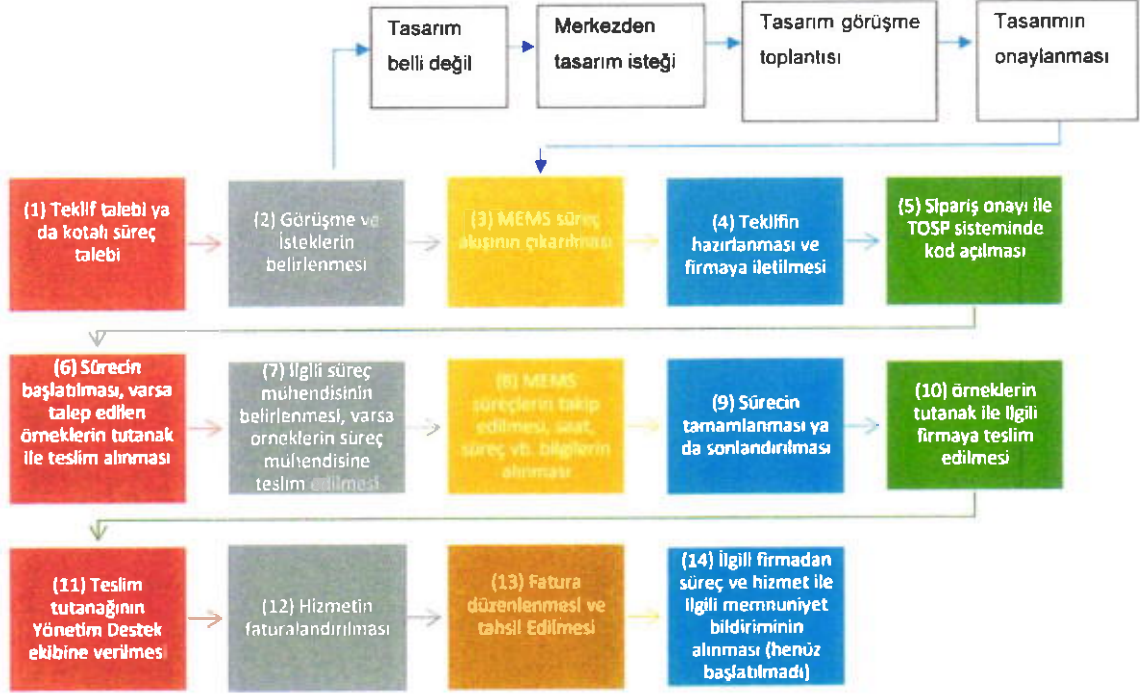 Tasarım
belli değil
Merkezden
tasarım isteği
Tasarım görüşme
toplantısı
Tasarımın
onaylanması
(1) Teklif talebi ya
da kotalı süreç
talebi
(2) Görüşme ve
isteklerin
belirlenmesi
(3) MEMS süreç
akışının çıkarılması
(4) Teklifin
hazırlanması ve
firmaya iletilmesi
(5) Sipariş onayı ile
TOSP sisteminde
kod açılması
(6) Sürecin
başlatılması, varsa
talep edilen
örneklerin tutanak
ile teslim alınması
(7) İlgili süreç
mühendisinin
belirlenmesi, varsa
örneklerin süreç
mühendisine
teslim edilmesi
(8) MEMS
süreçlerin takip
edilmesi, saat,
süreç vb. bilgilerin
alınması
(9) Sürecin
tamamlanması ya
da sonlandırılması
(10) örneklerin
tutanak ile ilgili
firmaya teslim
edilmesi
(11) Teslim
tutanağının
Yönetim Destek
ekibine verilmes
(12) Hizmetin
faturalandırılması
(13) Fatura
düzenlenmesi ve
tahsil Edilmesi
(14) İlgili firmadan
süreç ve hizmet ile
ilgili memnuniyet
bildiriminin
alınması (henüz
başlatılmadı)